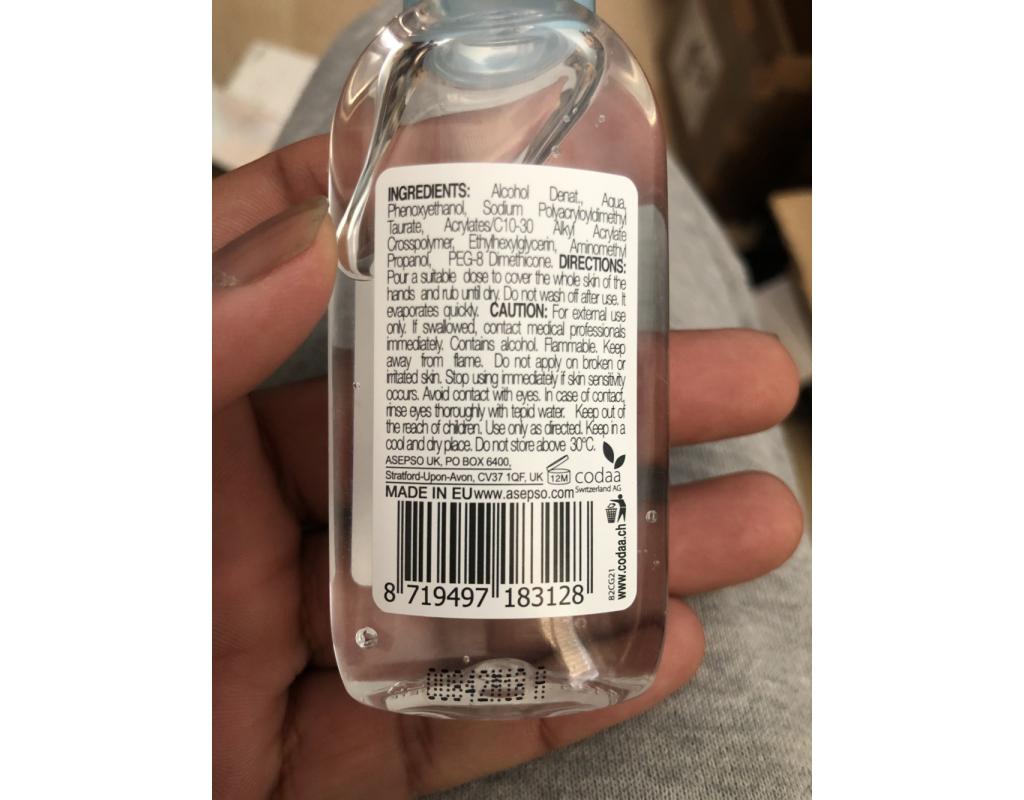 INGREDIENTS: Alcohol Denat., Aqua,
Phenoxyethanol, Sodium Polyacryloyldimethyl
Taurate, Acrylates/C10-30 Alkyl Acrylate
Crosspolymer, Ethylhexylglycerin, Aminomethyl
Propanol, PEG-8 Dimethicone. DIRECTIONS:
Pour a suitable dose to cover the whole skin of the
hands and rub until dry. Do not wash off after use. It
evaporates quickly. CAUTION: For external use
only. If swallowed, contact medical professionals
immediately. Contains alcohol. Flammable. Keep
away from flame. Do not apply on broken or
irritated skin. Stop using immediately if skin sensitivity
occurs. Avoid contact with eyes. In case of contact,
rinse eyes thoroughly with tepid water. Keep out of
the reach of children. Use only as directed. Keep in a
cool and dry place. Do not store above 30°C.
ASEPSO UK, PO BOX 6400,
Stratford-Upon-Avon, CV37 1QF, UK
12M
codaa
Switzerland AG
MADE IN EU www.asepso.com
82CG21
www.codaa.ch
8 719497 183128